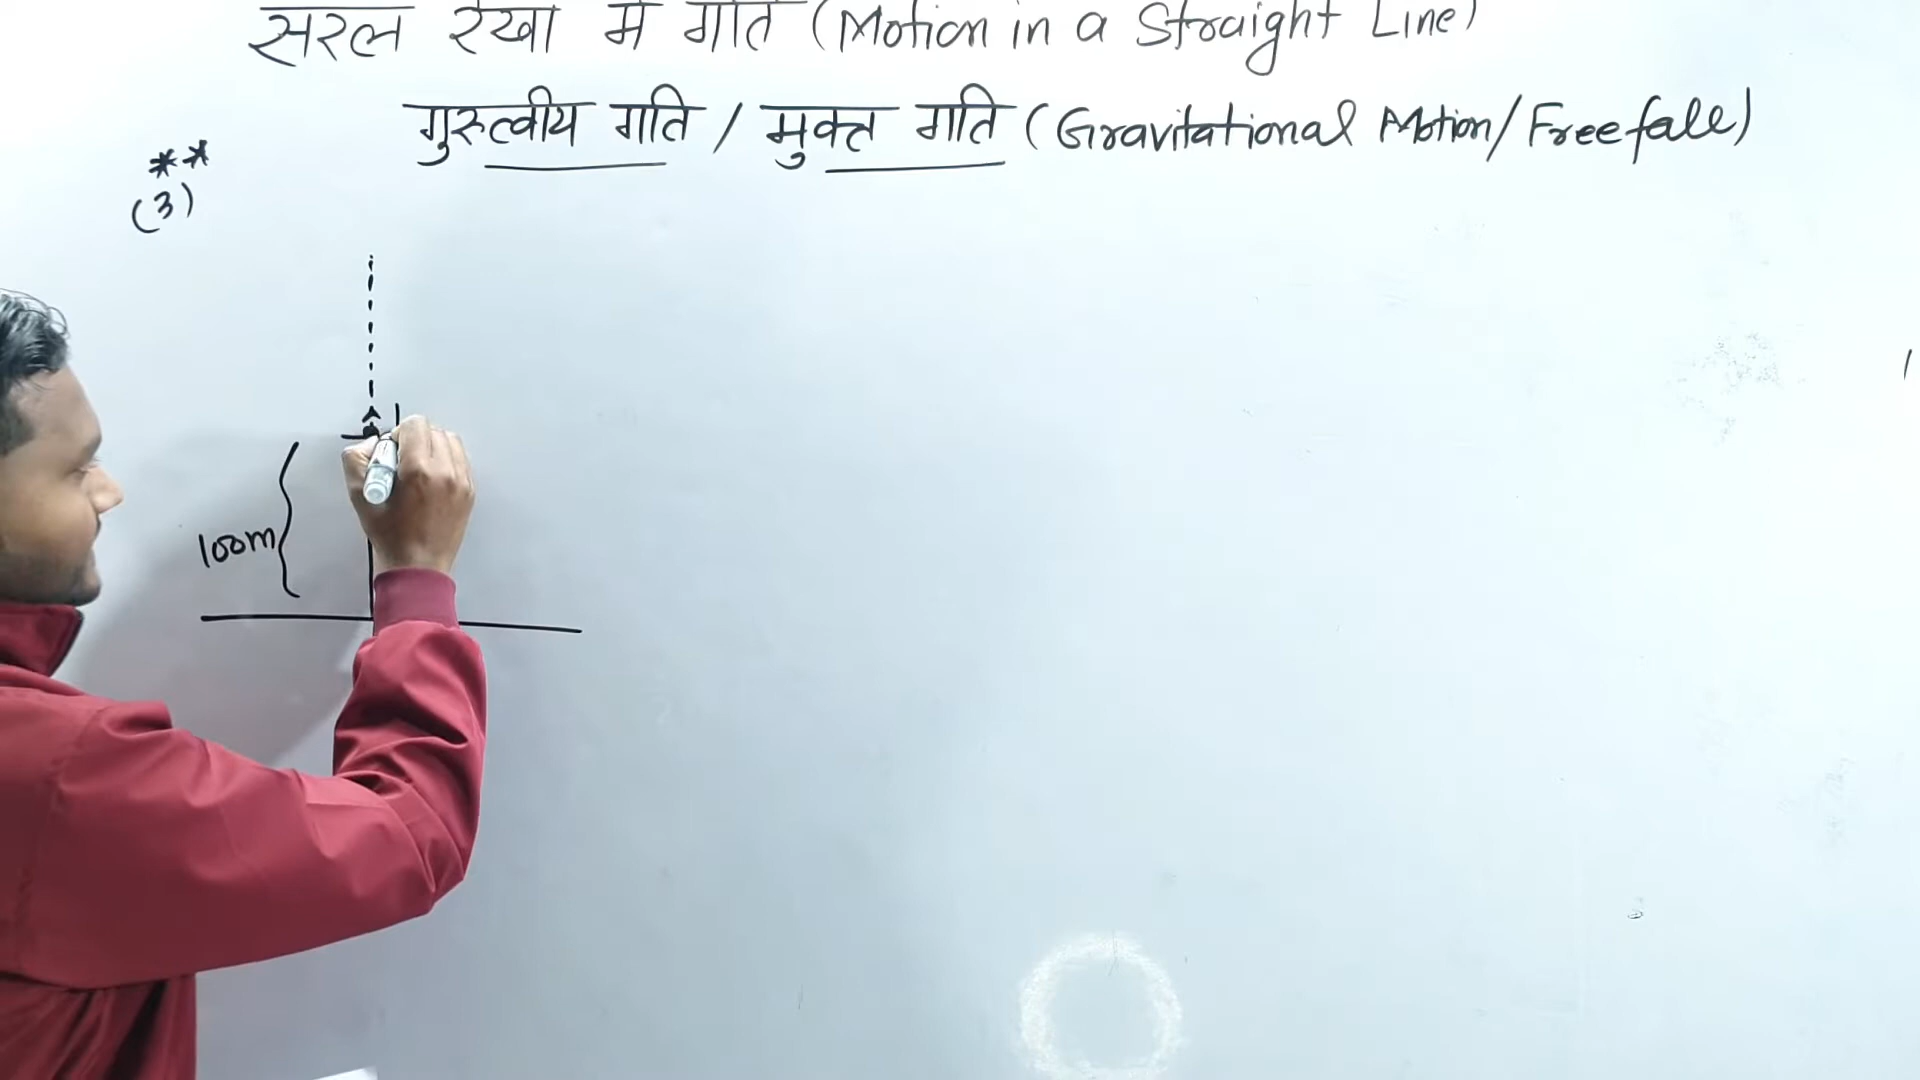 सरल रेखा में गति (Motion in a Straight Line)
गुरुत्वीय गति / मुक्त गति (Gravitational Motion/Freefall)
**
(3)
100m